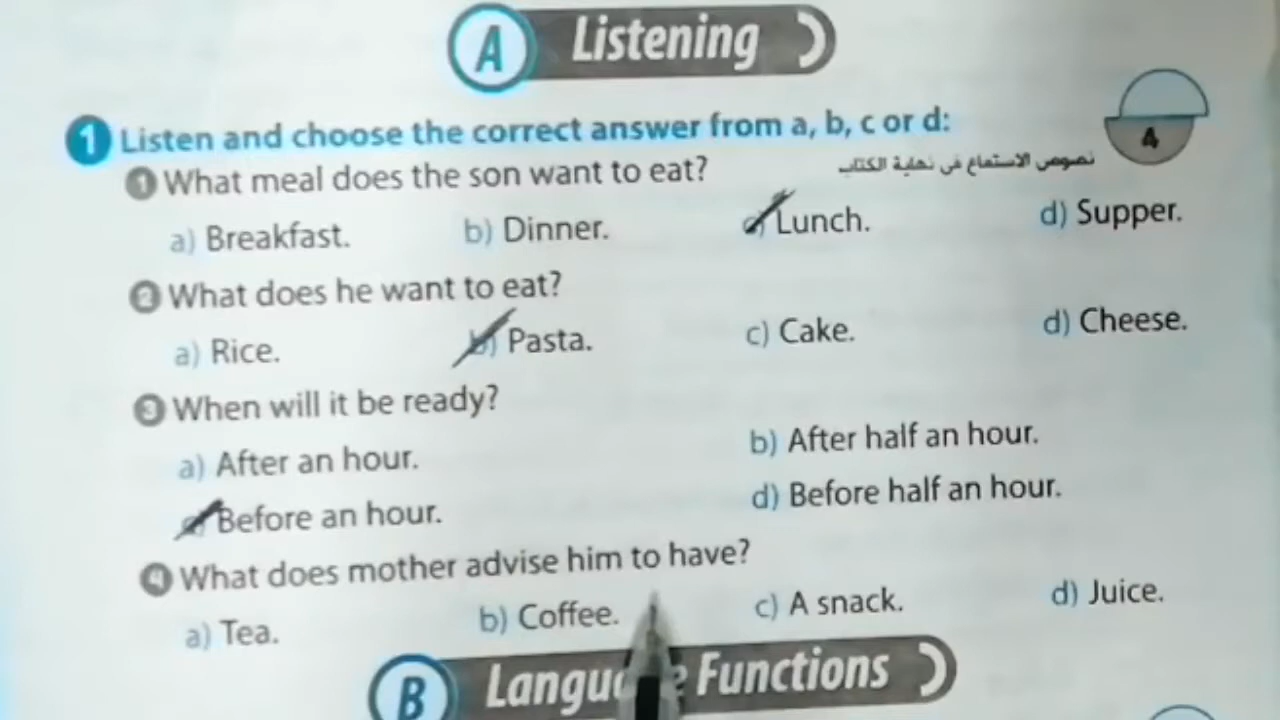 A Listening
1 Listen and choose the correct answer from a, b, c or d:
4
نصوص الاستماع فى نهاية الكتاب
1 What meal does the son want to eat?
a) Breakfast. b) Dinner. c) Lunch. d) Supper.
2 What does he want to eat?
a) Rice. b) Pasta. c) Cake. d) Cheese.
3 When will it be ready?
a) After an hour. b) After half an hour.
c) Before an hour. d) Before half an hour.
4 What does mother advise him to have?
a) Tea. b) Coffee. c) A snack. d) Juice.
B Language Functions